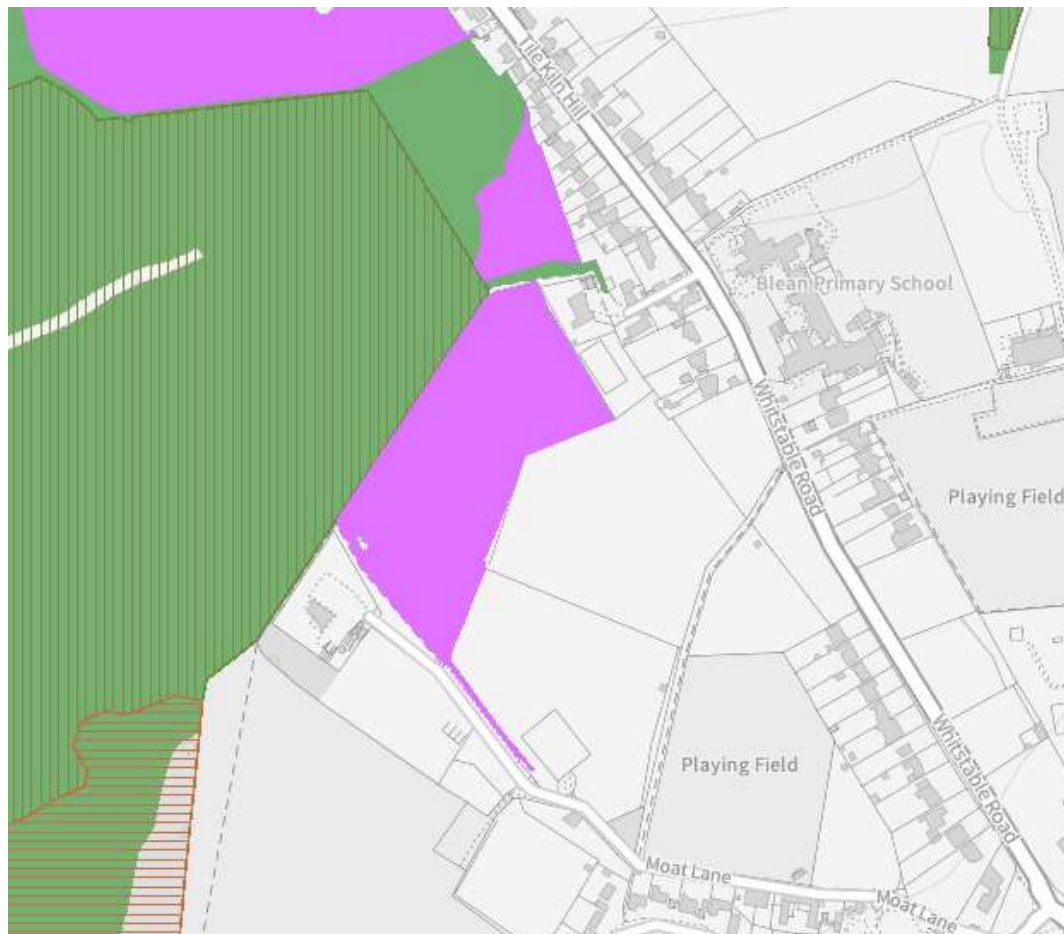 Tile Kiln Hill
Blean Primary School
Whitstable Road
Playing Field
Whitstable Road
Playing Field
Moat Lane
Moat Lane